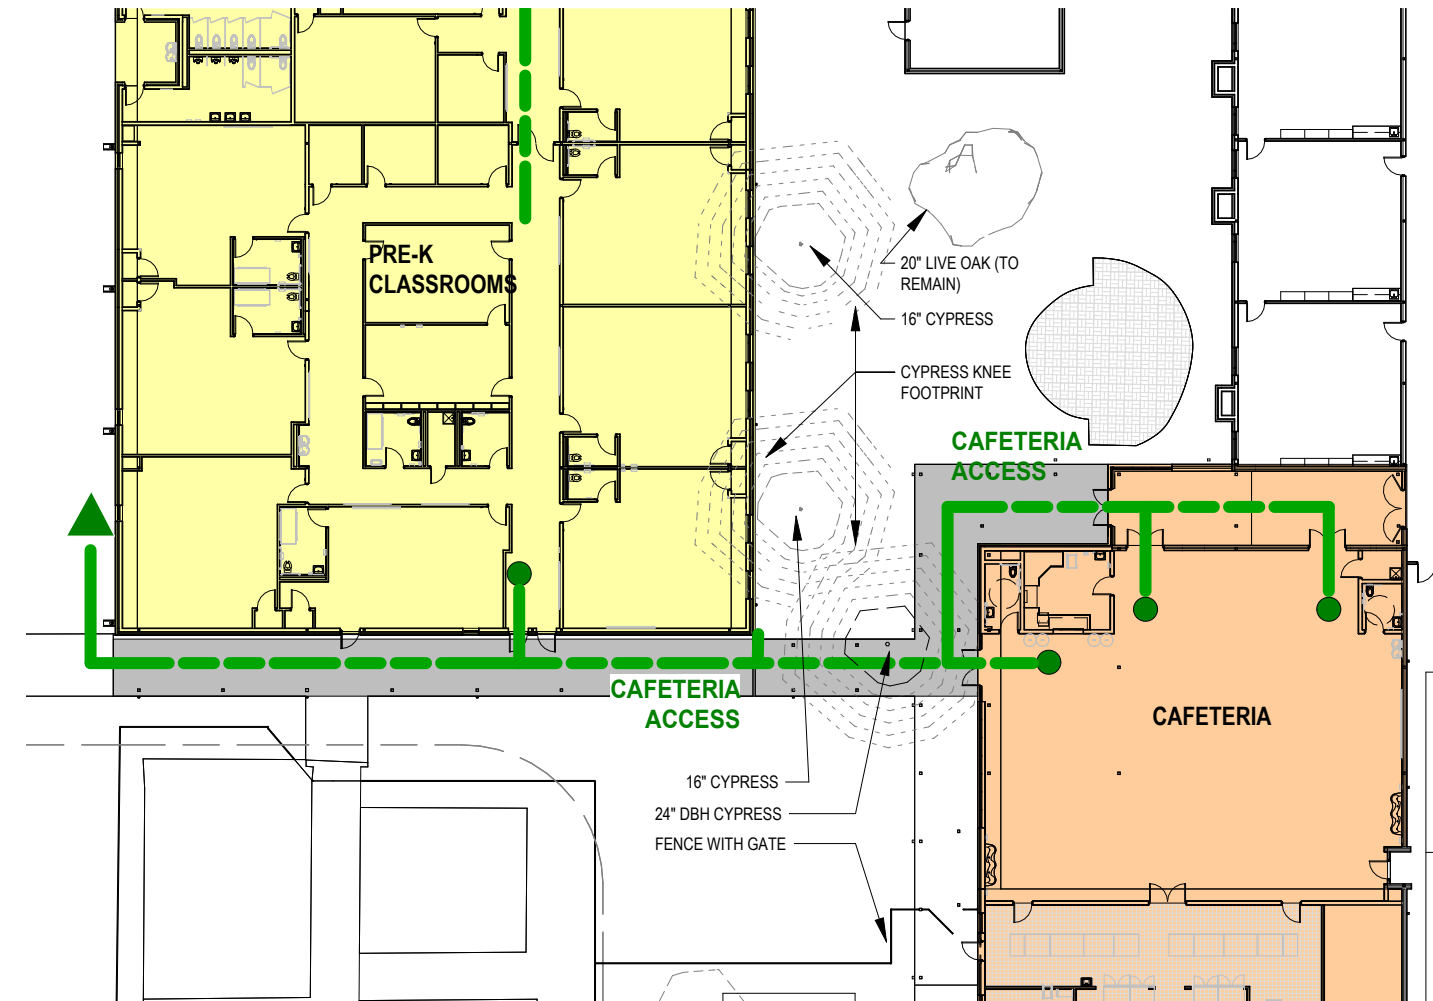 PRE-K
CLASSROOMS
20" LIVE OAK (TO
REMAIN)
16" CYPRESS
CYPRESS KNEE
FOOTPRINT
CAFETERIA
ACCESS
CAFETERIA
ACCESS
CAFETERIA
16" CYPRESS
24" DBH CYPRESS
FENCE WITH GATE